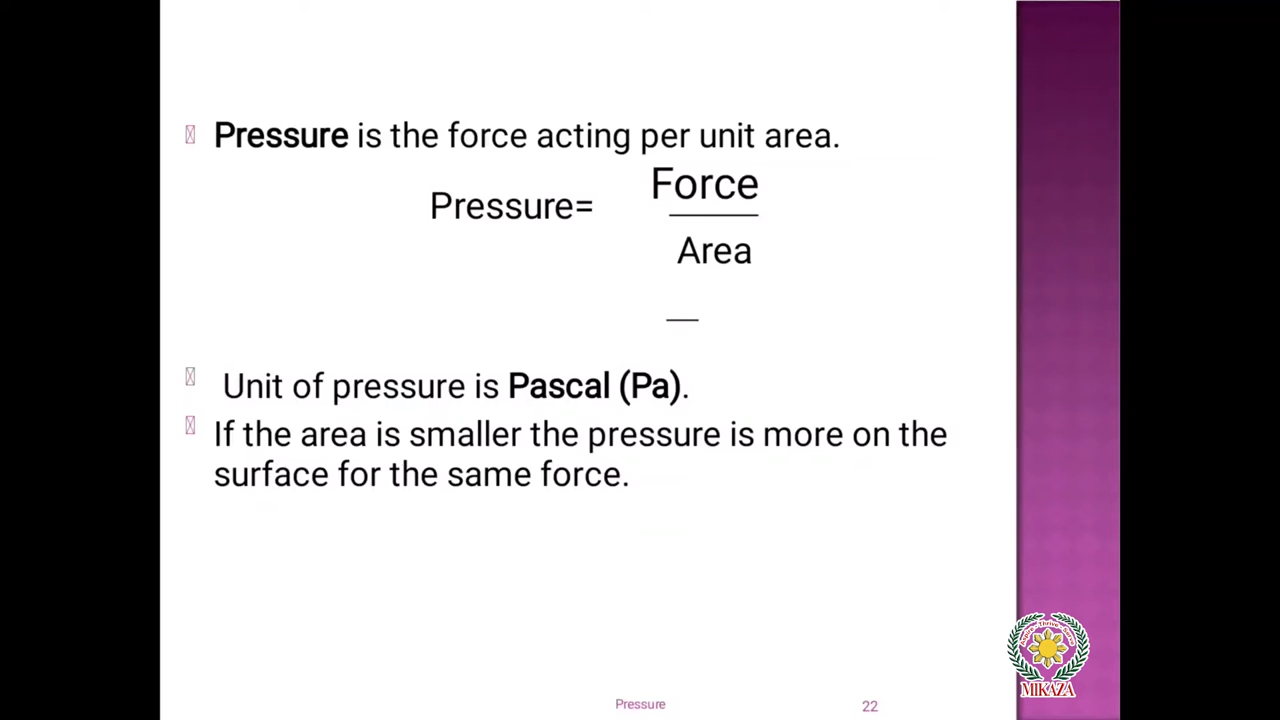 Pressure is the force acting per unit area.
Pressure=
Force
Area
Unit of pressure is Pascal (Pa).
If the area is smaller the pressure is more on the
surface for the same force.
Thrive
MIKAZA
Pressure
22